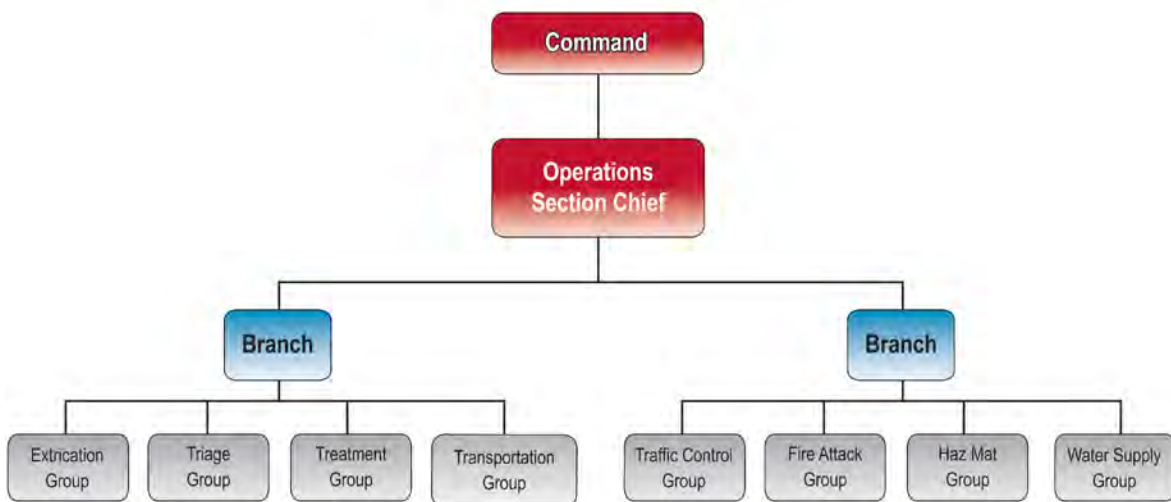 Command
Operations
Section Chief
Branch
Branch
Extrication
Group
Triage
Group
Treatment
Group
Transportation
Group
Traffic Control
Group
Fire Attack
Group
Haz Mat
Group
Water Supply
Group